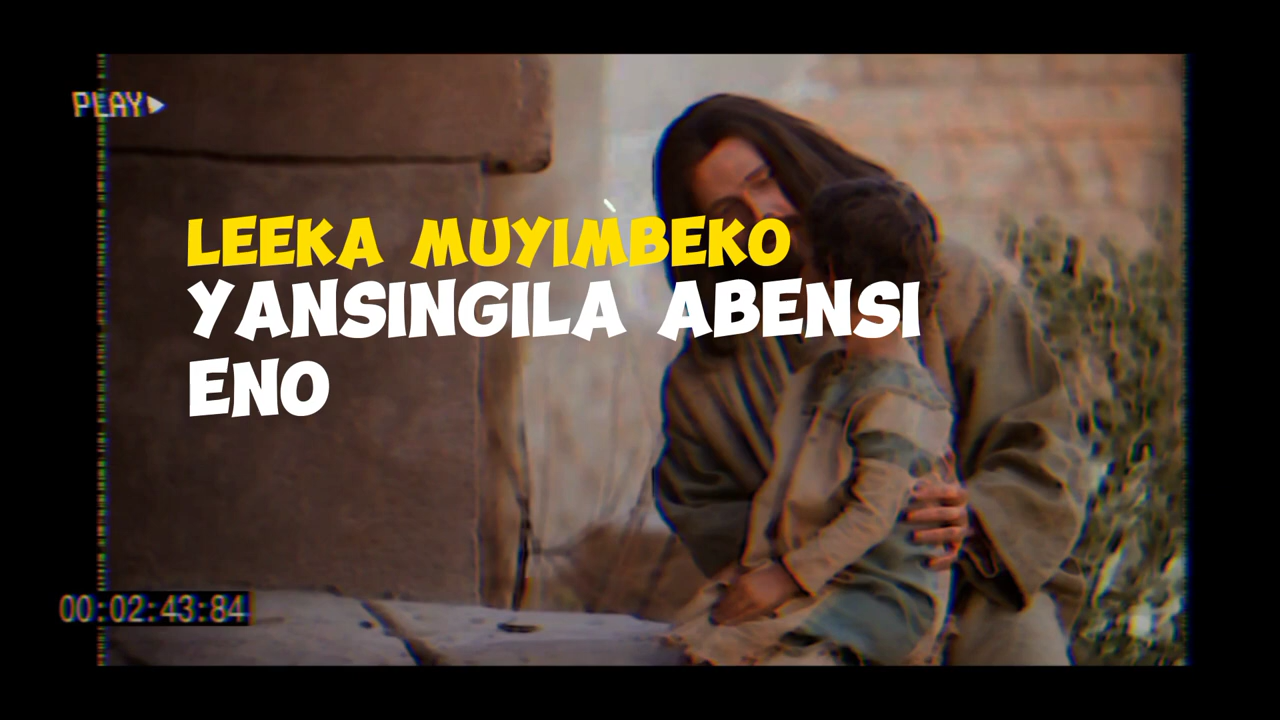 PLAY
LEEKA MUYIMBEKO
YANSINGILA ABENSI
ENO
00:02:43:84